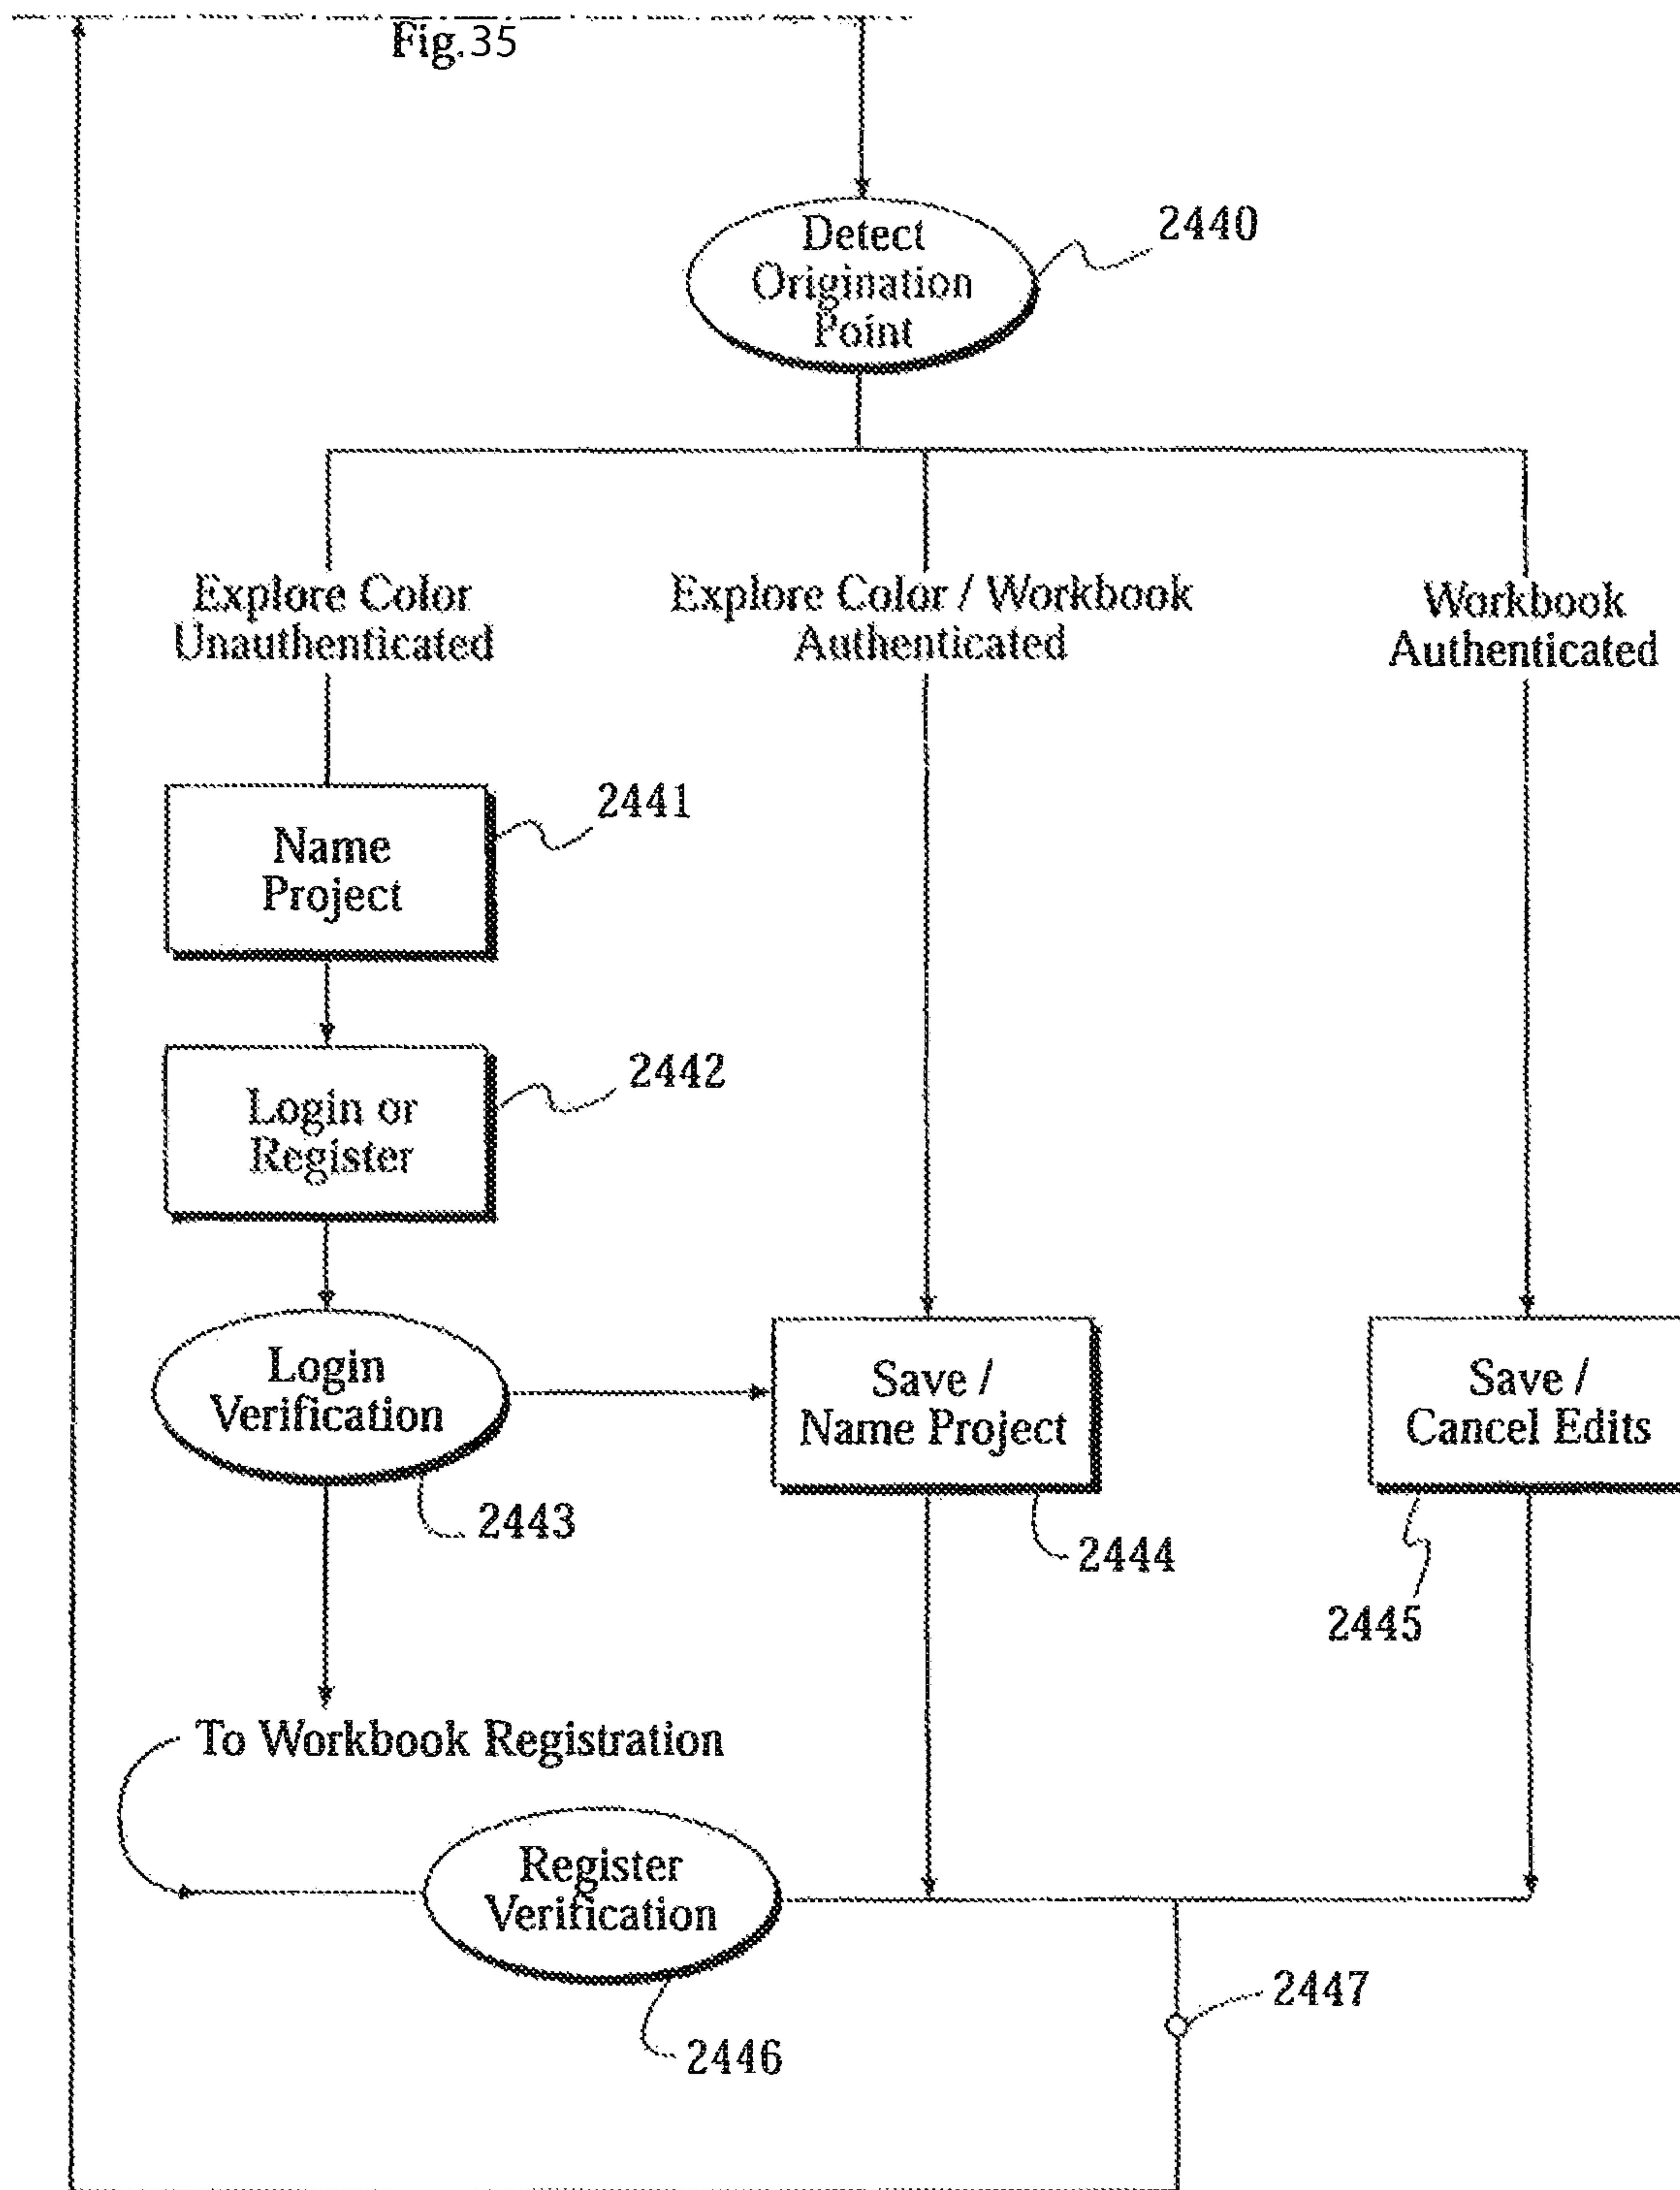 Fig.35
Detect
Origination
Point
2440
Explore Color
Unauthenticated
Explore Color / Workbook
Authenticated
Workbook
Authenticated
Name
Project
2441
Login or
Register
2442
Login
Verification
2443
Save /
Name Project
2444
Save /
Cancel Edits
2445
To Workbook Registration
Register
Verification
2446
2447